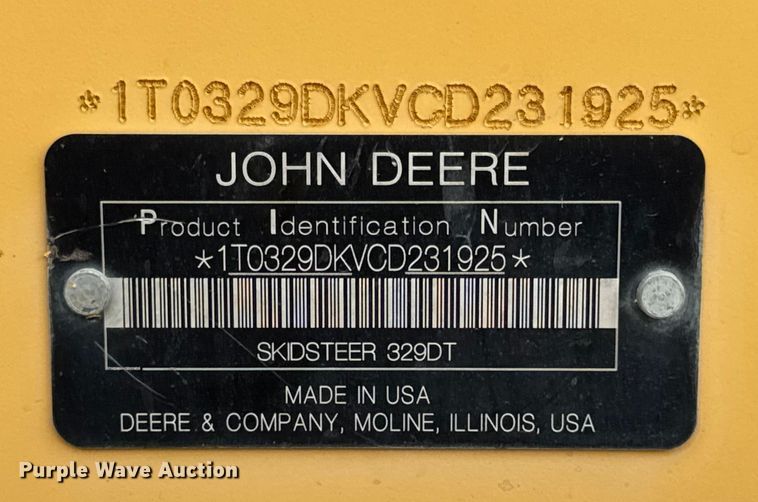 *1T0329DKVCD231925*
JOHN DEERE
Product Identification Number
*1T0329DKVCD231925*
SKIDSTEER 329DT
MADE IN USA
DEERE & COMPANY, MOLINE, ILLINOIS, USA
Purple Wave Auction